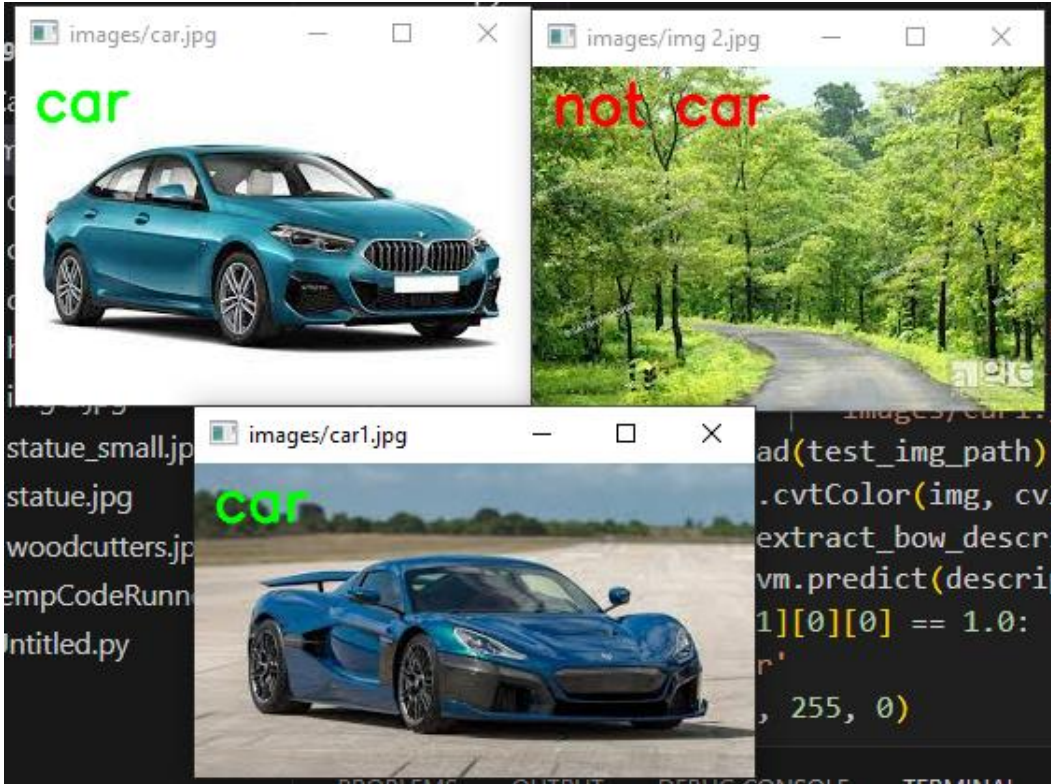 images/car.jpg
car
images/img 2.jpg
not car
images/car1.jpg
car
statue_small.jp
statue.jpg
woodcutters.jp
empCodeRunn
Untitled.py
ad(test_img_path)
.cvtColor(img, cv
extract_bow_descr
vm.predict(descri
1][0][0] == 1.0:
r'
, 255, 0)
PROBLEMS OUTPUT DEBUG CONSOLE TERMINAL